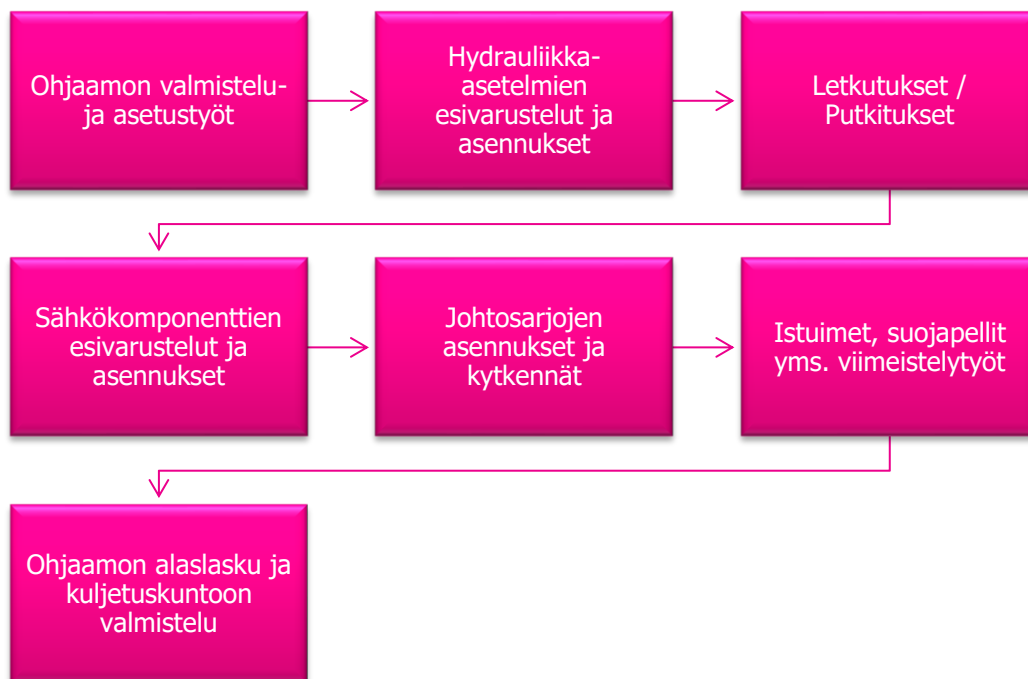 Ohjaamon valmistelu-
ja asetustyöt
Hydrauliikka-
asetelmien
esivarustelut ja
asennukset
Letkutukset /
Putkitukset
Sähkökomponenttien
esivarustelut ja
asennukset
Johtosarjojen
asennukset ja
kytkennät
Istuimet, suojapellit
yms. viimeistelytyöt
Ohjaamon alaslasku ja
kuljetuskuntoon
valmistelu